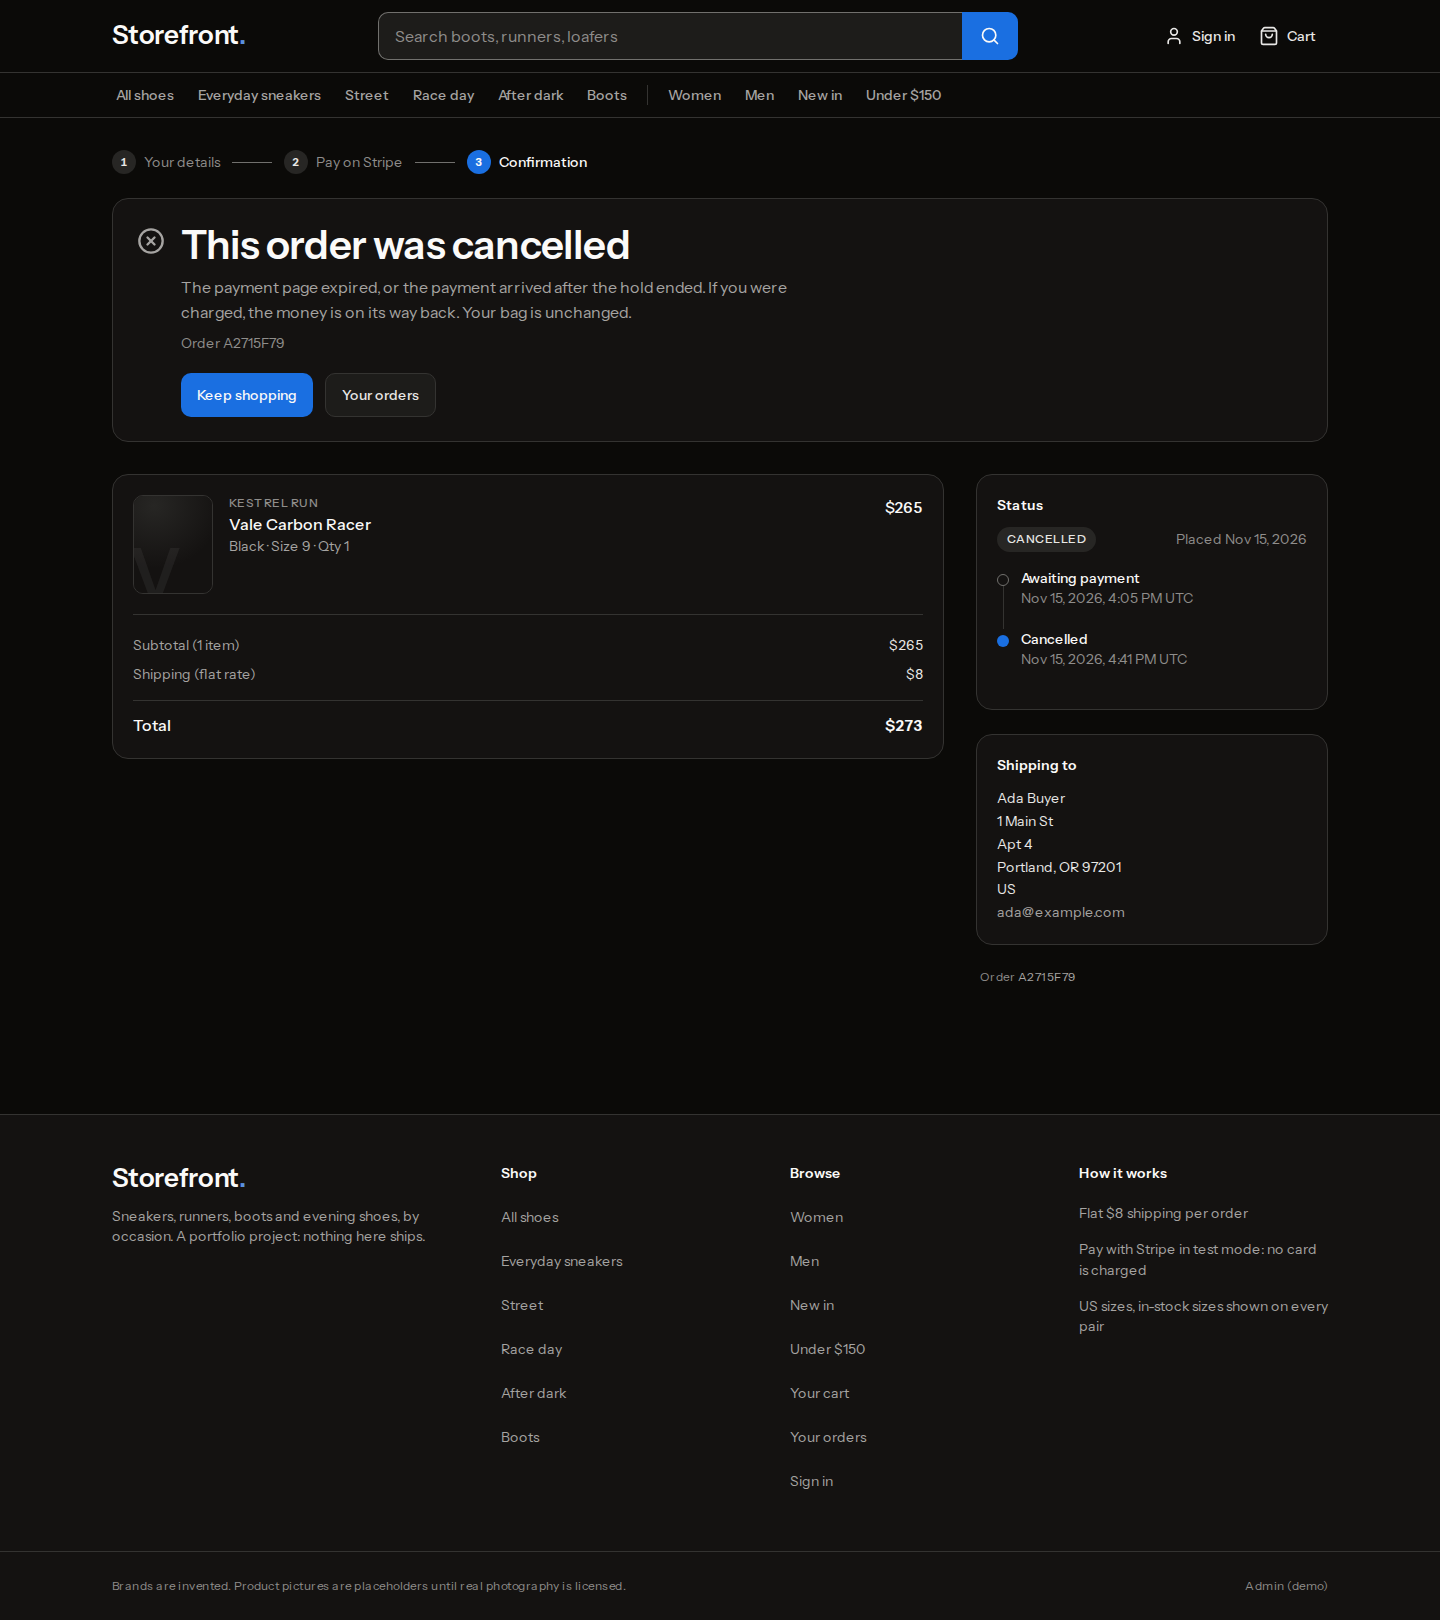 Storefront.
Search boots, runners, loafers
Sign in
Cart
All shoes
Everyday sneakers
Street
Race day
After dark
Boots
Women
Men
New in
Under $150
1 Your details
2 Pay on Stripe
3 Confirmation
This order was cancelled
The payment page expired, or the payment arrived after the hold ended. If you were
charged, the money is on its way back. Your bag is unchanged.
Order A2715F79
Keep shopping
Your orders
V
KESTREL RUN
Vale Carbon Racer
Black · Size 9 · Qty 1
$265
Subtotal (1 item) $265
Shipping (flat rate) $8
Total $273
Status
CANCELLED
Placed Nov 15, 2026
Awaiting payment
Nov 15, 2026, 4:05 PM UTC
Cancelled
Nov 15, 2026, 4:41 PM UTC
Shipping to
Ada Buyer
1 Main St
Apt 4
Portland, OR 97201
US
ada@example.com
Order A2715F79
Storefront.
Sneakers, runners, boots and evening shoes, by
occasion. A portfolio project: nothing here ships.
Shop
All shoes
Everyday sneakers
Street
Race day
After dark
Boots
Browse
Women
Men
New in
Under $150
Your cart
Your orders
Sign in
How it works
Flat $8 shipping per order
Pay with Stripe in test mode: no card
is charged
US sizes, in-stock sizes shown on every
pair
Brands are invented. Product pictures are placeholders until real photography is licensed.
Admin (demo)